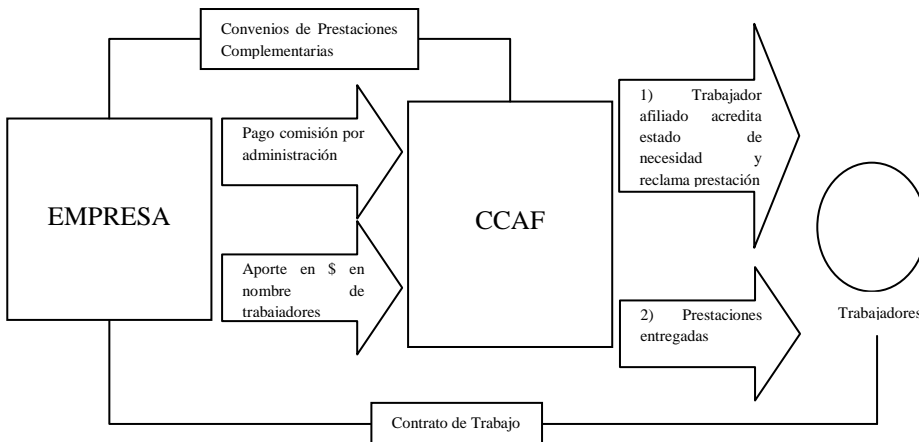 Convenios de Prestaciones
Complementarias
Pago comisión por
administración
EMPRESA
Aporte en $ en
nombre de
trabajadores
CCAF
1) Trabajador
afiliado acredita
estado de
necesidad y
reclama prestación
2) Prestaciones
entregadas
Trabajadores
Contrato de Trabajo